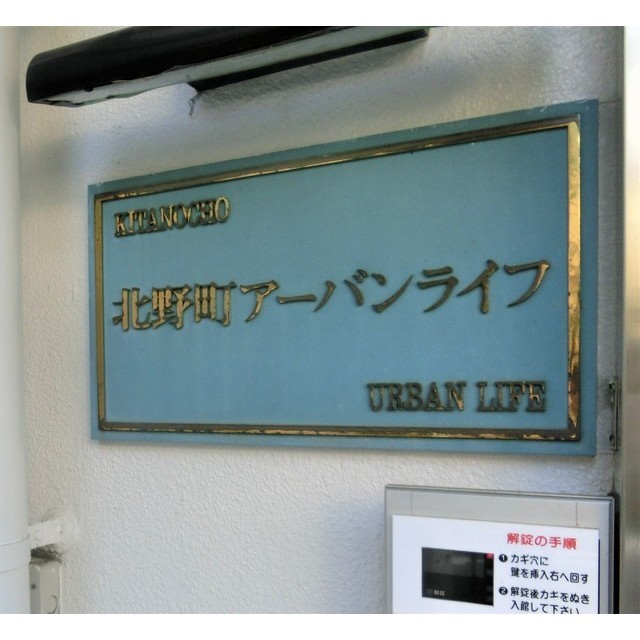 KITANOCHO
北野町アーバンライフ
URBAN LIFE
解錠の手順
❶ カギ穴に
鍵を挿入右へ回す
❷ 解錠後カギをぬき
入館して下さい